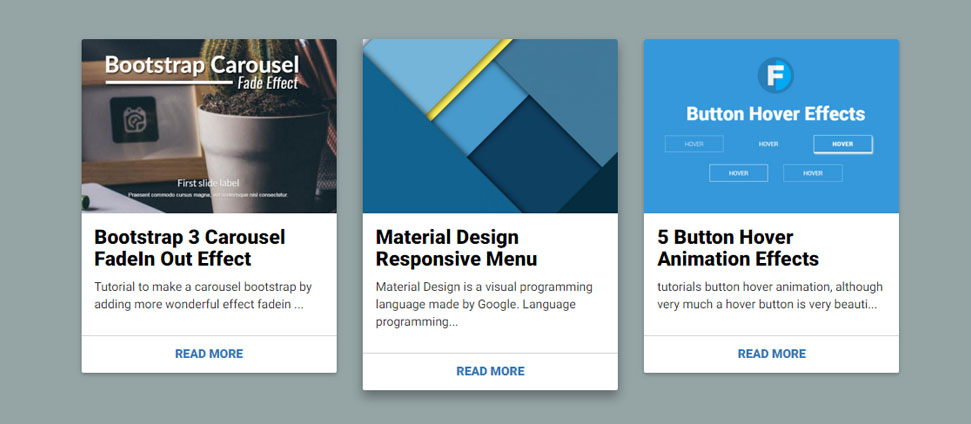 Bootstrap Carousel
Fade Effect
First slide label
Praesent commodo cursus magna, vel scelerisque nisl consectetur.
Bootstrap 3 Carousel
FadeIn Out Effect
Tutorial to make a carousel bootstrap by
adding more wonderful effect fadein ...
READ MORE
Material Design
Responsive Menu
Material Design is a visual programming
language made by Google. Language
programming...
READ MORE
F
Button Hover Effects
HOVER HOVER HOVER
HOVER HOVER
5 Button Hover
Animation Effects
tutorials button hover animation, although
very much a hover button is very beauti...
READ MORE